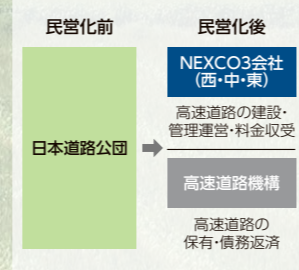 民営化前
民営化後
日本道路公団
NEXCO3会社
(西・中・東)
高速道路の建設・
管理運営・料金収受
高速道路機構
高速道路の
保有・債務返済